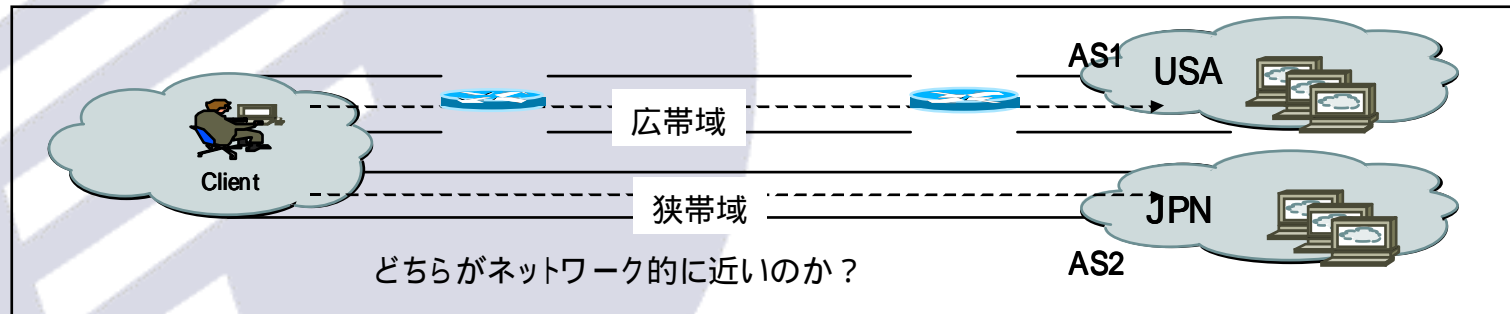 AS1
USA
広帯域
Client
狭帯域
JPN
どちらがネットワーク的に近いのか？
AS2